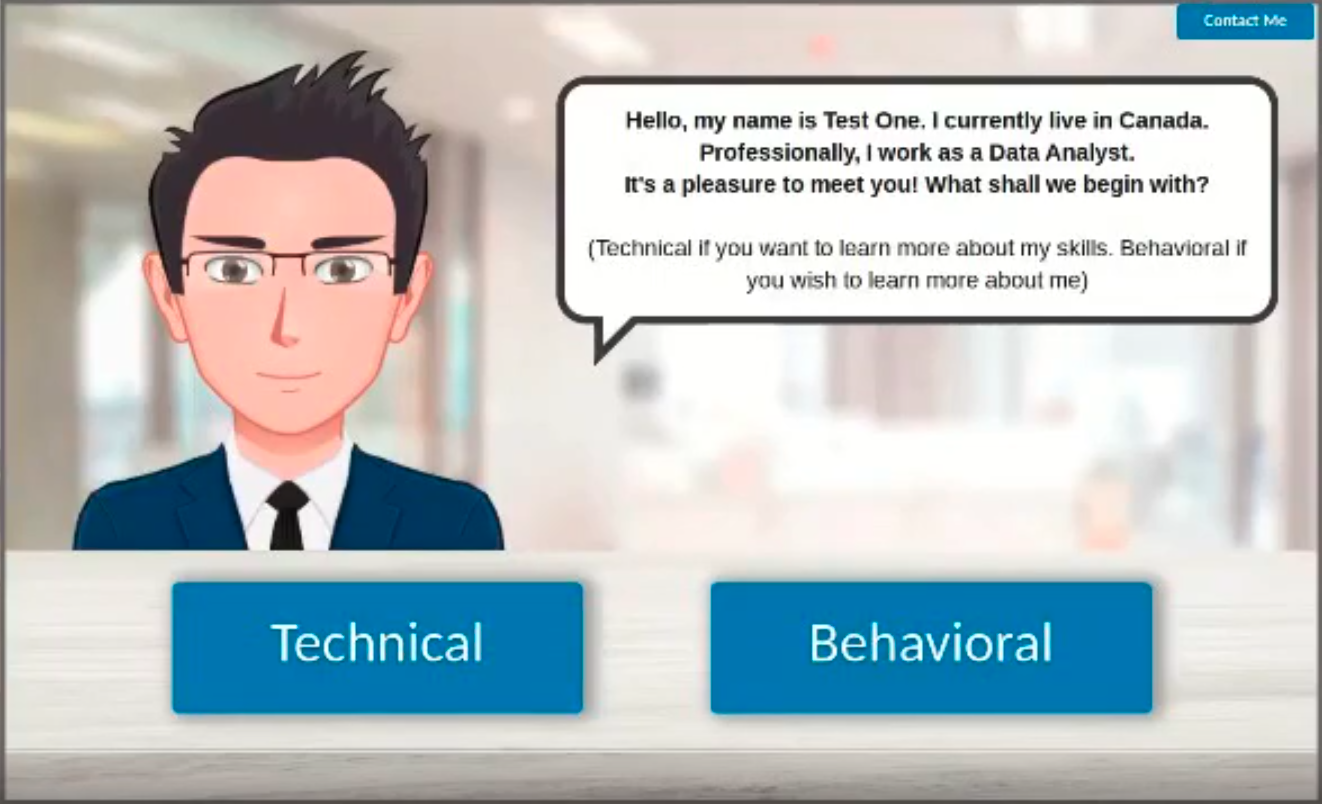 Contact Me
Hello, my name is Test One. I currently live in Canada.
Professionally, I work as a Data Analyst.
It's a pleasure to meet you! What shall we begin with?
(Technical if you want to learn more about my skills. Behavioral if
you wish to learn more about me)
Technical
Behavioral